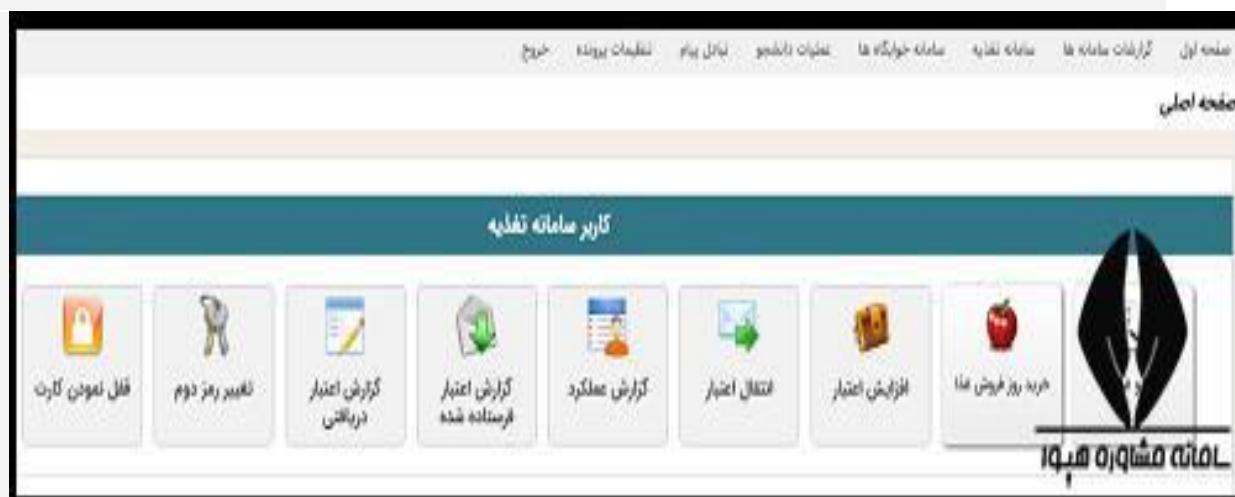 صفحه اول گزارشات سامانه ها سامانه تغذیه سامانه خوابگاه ها عملیات دانشجو تبادل پیام تنظیمات پرونده خروج
صفحه اصلی
کاربر سامانه تغذیه
خرید روز فروش غذا
افزایش اعتبار
انتقال اعتبار
گزارش عملکرد
گزارش اعتبار
فرستاده شده
گزارش اعتبار
دریافتی
تغییر رمز دوم
قفل نمودن کارت
سامانه مشاوره هیوا